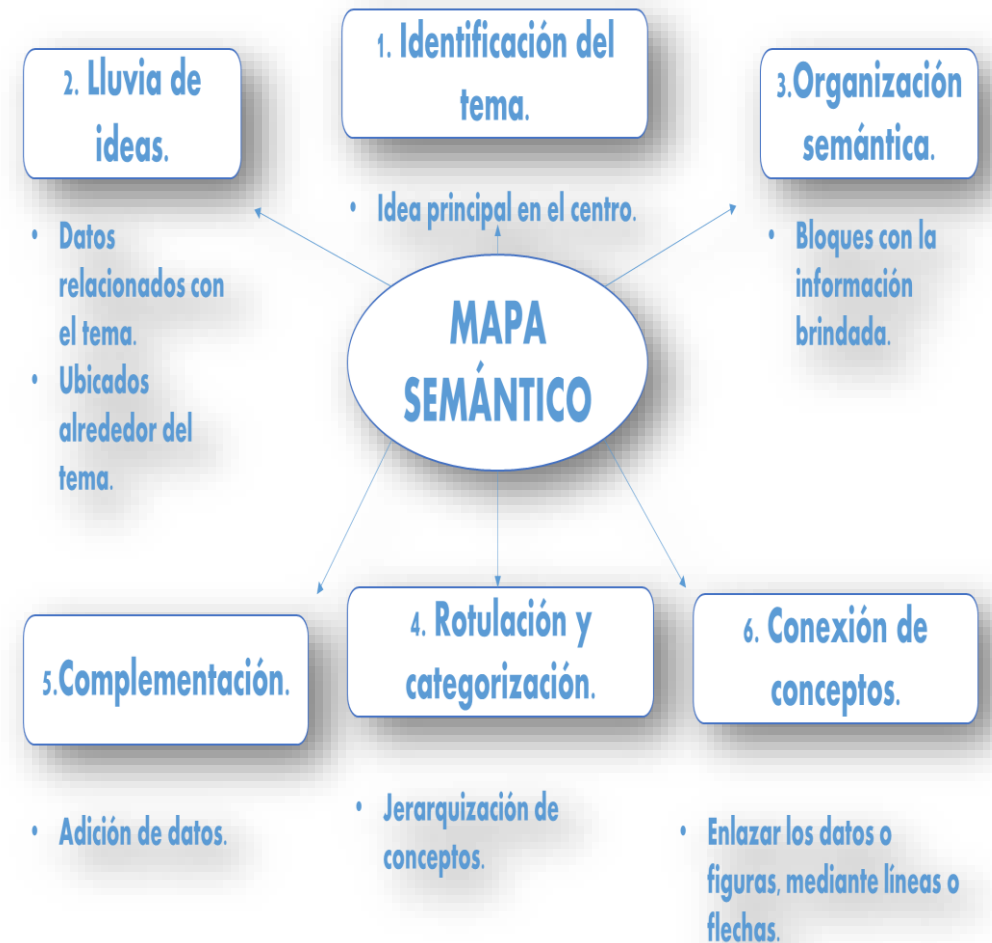 1. Identificación del
tema.
• Idea principal en el centro.
2. Lluvia de
ideas.
• Datos
relacionados con
el tema.
• Ubicados
alrededor del
tema.
3.Organización
semántica.
• Bloques con la
información
brindada.
MAPA
SEMÁNTICO
4. Rotulación y
categorización.
• Jerarquización de
conceptos.
5.Complementación.
• Adición de datos.
6. Conexión de
conceptos.
• Enlazar los datos o
figuras, mediante líneas o
flechas.